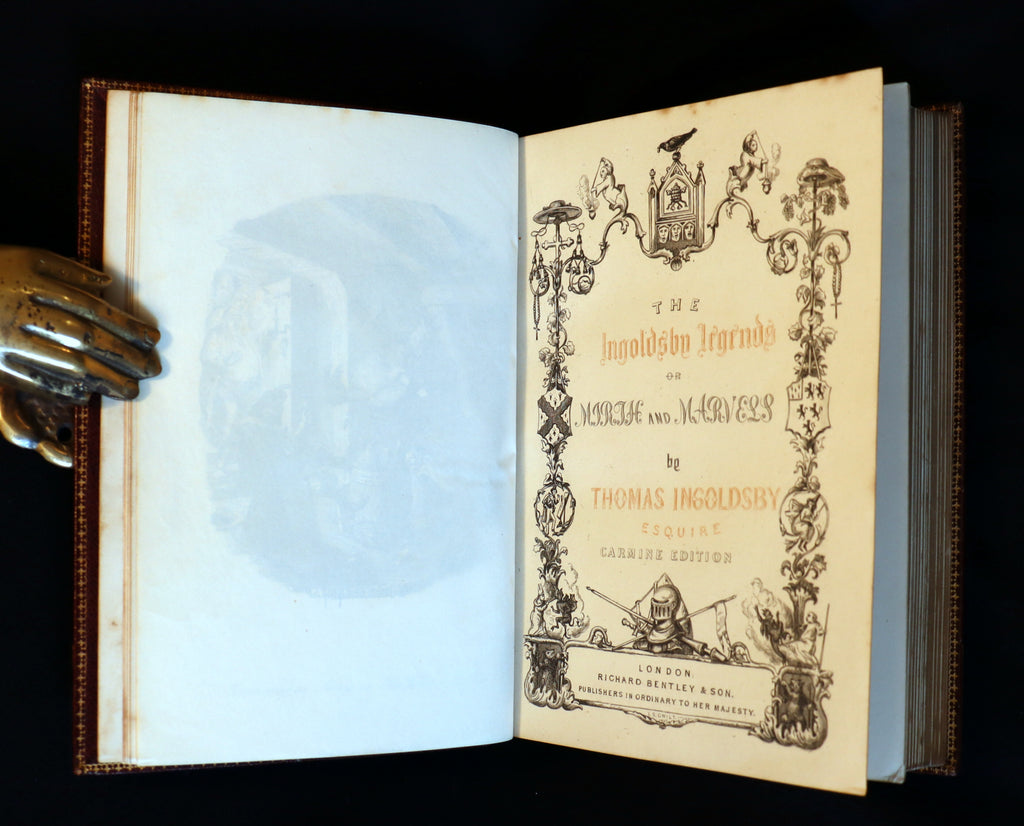 THE
Ingoldsby Legends
OR
MIRTH AND MARVELS
by
THOMAS INGOLDSBY
ESQUIRE
CARMINE EDITION
LONDON.
RICHARD BENTLEY & SON.
PUBLISHERS IN ORDINARY TO HER MAJESTY.